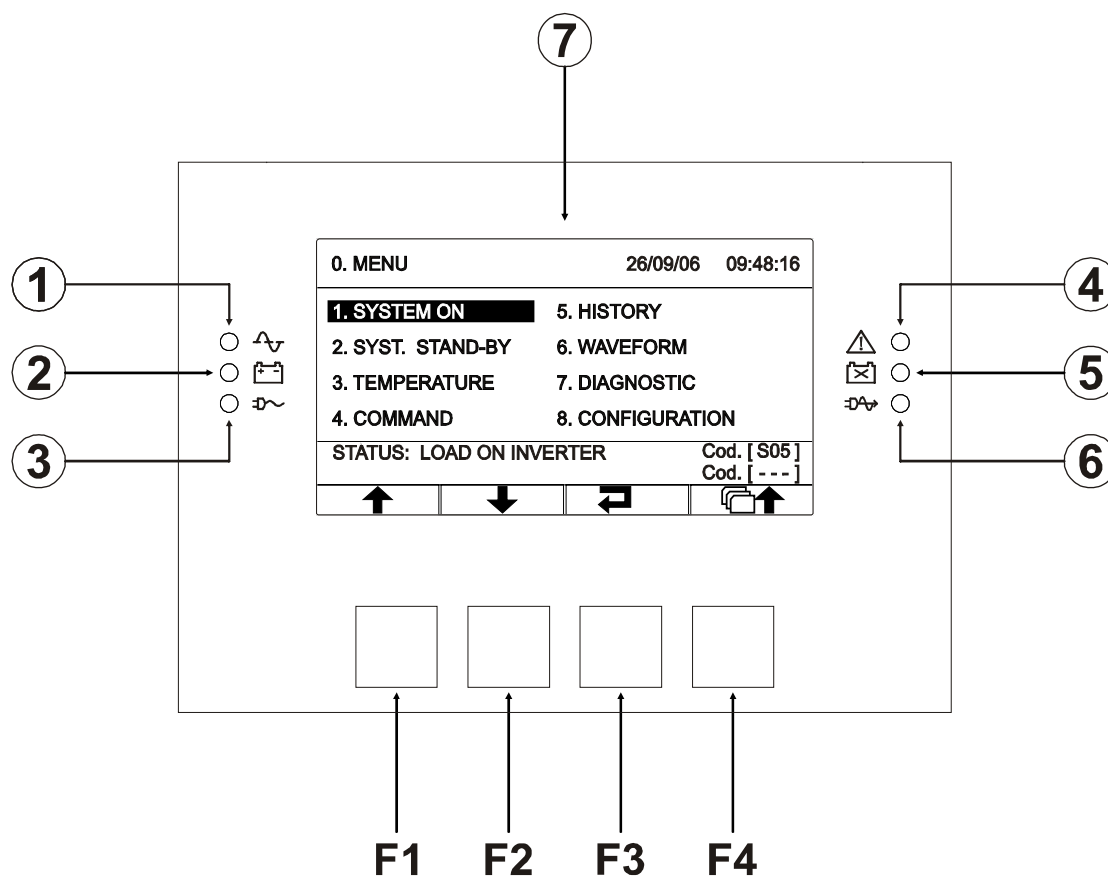 7
0. MENU 26/09/06 09:48:16
1
4
1. SYSTEM ON 5. HISTORY
2. SYST. STAND-BY 6. WAVEFORM
2
5
3. TEMPERATURE 7. DIAGNOSTIC
4. COMMAND 8. CONFIGURATION
3
6
STATUS: LOAD ON INVERTER Cod. [ S05 ]
Cod. [ - - - ]
F1 F2 F3 F4